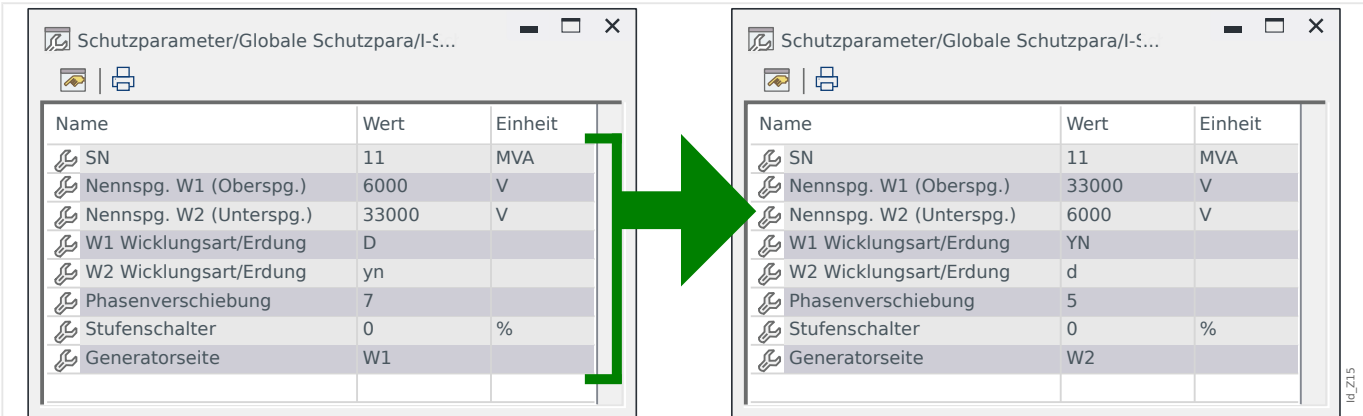 Schutzparameter/Globale Schutzpara/I-S...
Name Wert Einheit
SN 11 MVA
Nennspg. W1 (Oberspg.) 6000 V
Nennspg. W2 (Unterspg.) 33000 V
W1 Wicklungsart/Erdung D
W2 Wicklungsart/Erdung yn
Phasenverschiebung 7
Stufenschalter 0 %
Generatorseite W1
Schutzparameter/Globale Schutzpara/I-S...
Name Wert Einheit
SN 11 MVA
Nennspg. W1 (Oberspg.) 33000 V
Nennspg. W2 (Unterspg.) 6000 V
W1 Wicklungsart/Erdung YN
W2 Wicklungsart/Erdung d
Phasenverschiebung 5
Stufenschalter 0 %
Generatorseite W2
Id_Z15